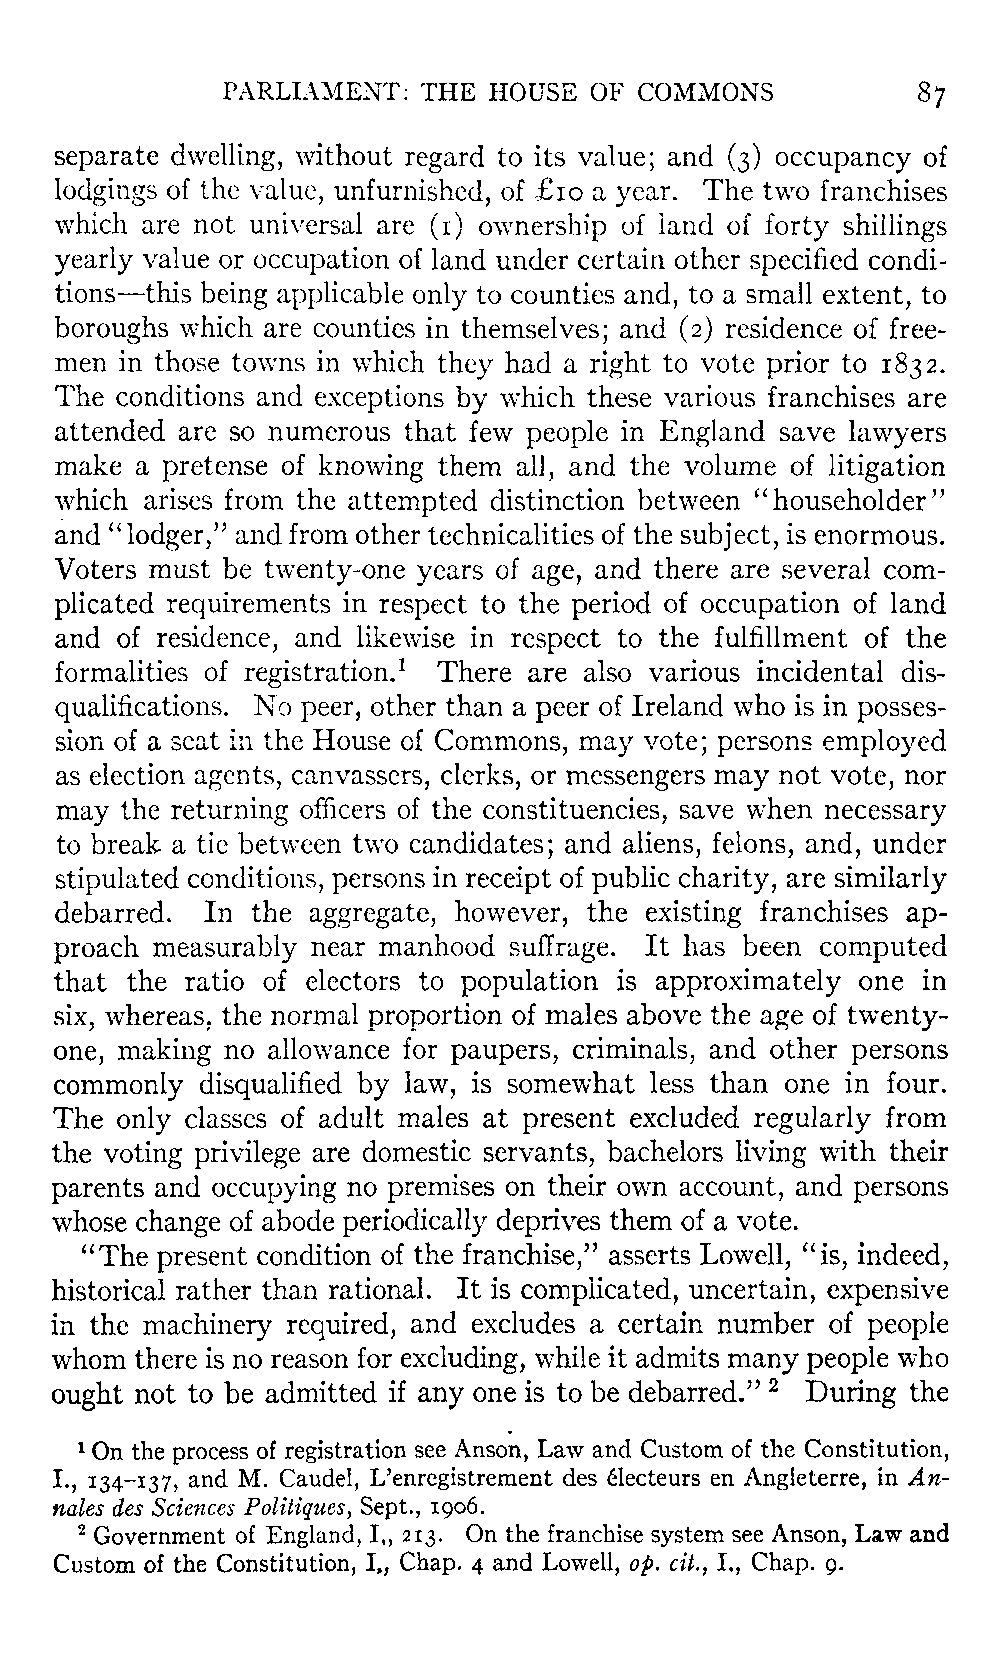 PARLIAMENT: THE HOUSE OF COMMONS 87
separate dwelling, without regard to its value; and (3) occupancy of
lodgings of the value, unfurnished, of £10 a year. The two franchises
which are not universal are (1) ownership of land of forty shillings
yearly value or occupation of land under certain other specified condi-
tions—this being applicable only to counties and, to a small extent, to
boroughs which are counties in themselves; and (2) residence of free-
men in those towns in which they had a right to vote prior to 1832.
The conditions and exceptions by which these various franchises are
attended are so numerous that few people in England save lawyers
make a pretense of knowing them all, and the volume of litigation
which arises from the attempted distinction between "householder"
and "lodger," and from other technicalities of the subject, is enormous.
Voters must be twenty-one years of age, and there are several com-
plicated requirements in respect to the period of occupation of land
and of residence, and likewise in respect to the fulfillment of the
formalities of registration.¹ There are also various incidental dis-
qualifications. No peer, other than a peer of Ireland who is in posses-
sion of a seat in the House of Commons, may vote; persons employed
as election agents, canvassers, clerks, or messengers may not vote, nor
may the returning officers of the constituencies, save when necessary
to break a tie between two candidates; and aliens, felons, and, under
stipulated conditions, persons in receipt of public charity, are similarly
debarred. In the aggregate, however, the existing franchises ap-
proach measurably near manhood suffrage. It has been computed
that the ratio of electors to population is approximately one in
six, whereas, the normal proportion of males above the age of twenty-
one, making no allowance for paupers, criminals, and other persons
commonly disqualified by law, is somewhat less than one in four.
The only classes of adult males at present excluded regularly from
the voting privilege are domestic servants, bachelors living with their
parents and occupying no premises on their own account, and persons
whose change of abode periodically deprives them of a vote.
"The present condition of the franchise," asserts Lowell, "is, indeed,
historical rather than rational. It is complicated, uncertain, expensive
in the machinery required, and excludes a certain number of people
whom there is no reason for excluding, while it admits many people who
ought not to be admitted if any one is to be debarred." ² During the
¹ On the process of registration see Anson, Law and Custom of the Constitution,
I., 134–137, and M. Caudel, L'enregistrement des électeurs en Angleterre, in An-
nales des Sciences Politiques, Sept., 1906.
² Government of England, I., 213. On the franchise system see Anson, Law and
Custom of the Constitution, I., Chap. 4 and Lowell, op. cit., I., Chap. 9.